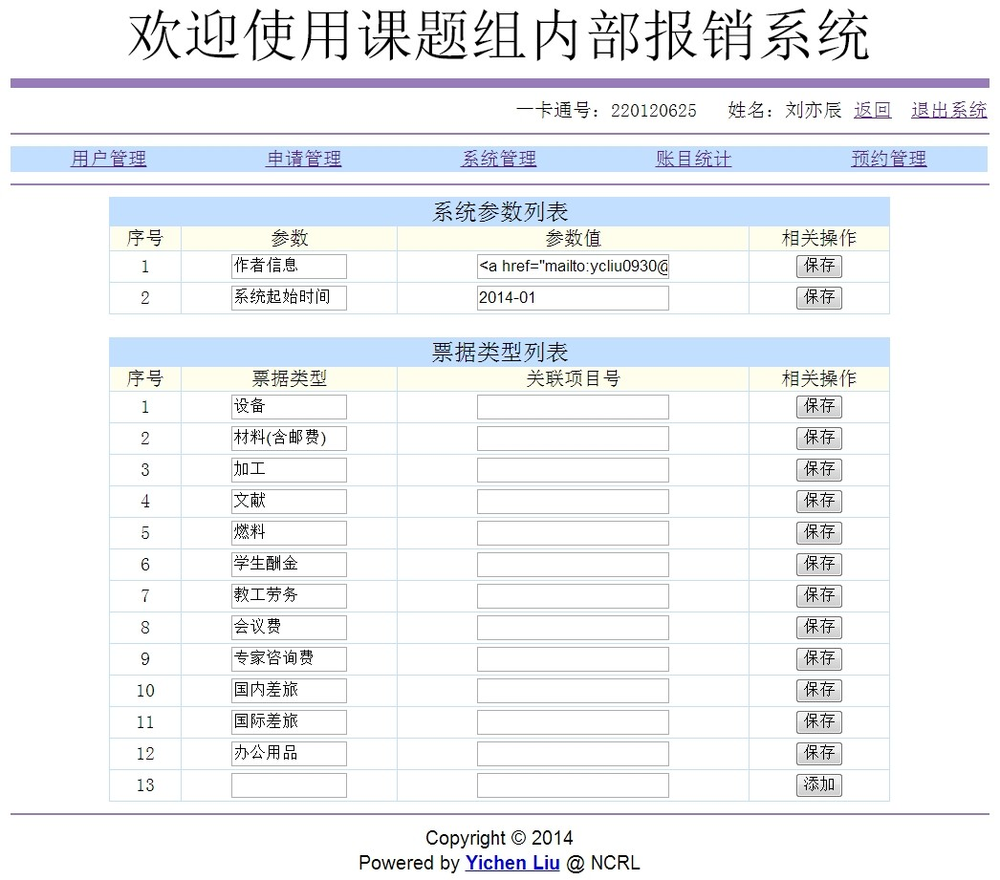 欢迎使用课题组内部报销系统
一卡通号：220120625 姓名：刘亦辰 返回 退出系统
用户管理 申请管理 系统管理 账目统计 预约管理
系统参数列表
序号 参数 参数值 相关操作
1 作者信息 <a href="mailto:ycliu0930@ 保存
2 系统起始时间 2014-01 保存
票据类型列表
序号 票据类型 关联项目号 相关操作
1 设备 保存
2 材料(含邮费) 保存
3 加工 保存
4 文献 保存
5 燃料 保存
6 学生酬金 保存
7 教工劳务 保存
8 会议费 保存
9 专家咨询费 保存
10 国内差旅 保存
11 国际差旅 保存
12 办公用品 保存
13 添加
Copyright © 2014
Powered by Yichen Liu @ NCRL